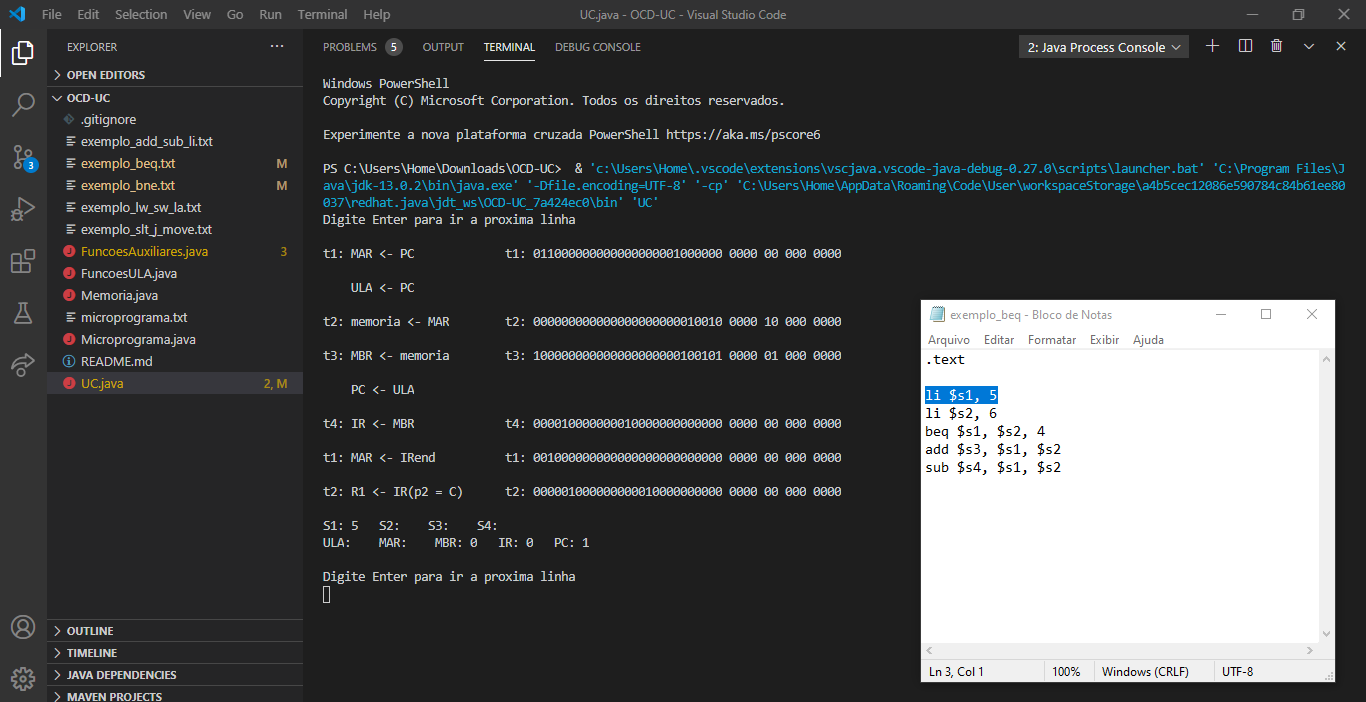 File Edit Selection View Go Run Terminal Help
UC.java - OCD-UC - Visual Studio Code
EXPLORER
OPEN EDITORS
OCD-UC
.gitignore
exemplo_add_sub_li.txt
exemplo_beq.txt M
exemplo_bne.txt M
exemplo_lw_sw_la.txt
exemplo_slt_j_move.txt
FuncoesAuxiliares.java 3
FuncoesULA.java
Memoria.java
microprograma.txt
Microprograma.java
README.md
UC.java 2, M
OUTLINE
TIMELINE
JAVA DEPENDENCIES
MAVEN PROJECTS
3
PROBLEMS 5 OUTPUT TERMINAL DEBUG CONSOLE
2: Java Process Console
Windows PowerShell
Copyright (C) Microsoft Corporation. Todos os direitos reservados.
Experimente a nova plataforma cruzada PowerShell https://aka.ms/pscore6
PS C:\Users\Home\Downloads\OCD-UC> & 'c:\Users\Home\.vscode\extensions\vscjava.vscode-java-debug-0.27.0\scripts\launcher.bat' 'C:\Program Files\J
ava\jdk-13.0.2\bin\java.exe' '-Dfile.encoding=UTF-8' '-cp' 'C:\Users\Home\AppData\Roaming\Code\User\workspaceStorage\a4b5cec12086e590784c84b61ee80
037\redhat.java\jdt_ws\OCD-UC_7a424ec0\bin' 'UC'
Digite Enter para ir a proxima linha
t1: MAR <- PC t1: 011000000000000000001000000 0000 00 000 0000
ULA <- PC
t2: memoria <- MAR t2: 000000000000000000000010010 0000 10 000 0000
t3: MBR <- memoria t3: 100000000000000000000100101 0000 01 000 0000
PC <- ULA
t4: IR <- MBR t4: 000010000000010000000000000 0000 00 000 0000
t1: MAR <- IRend t1: 001000000000000000000000000 0000 00 000 0000
t2: R1 <- IR(p2 = C) t2: 000000100000000010000000000 0000 00 000 0000
S1: 5 S2: S3: S4:
ULA: MAR: MBR: 0 IR: 0 PC: 1
Digite Enter para ir a proxima linha
exemplo_beq - Bloco de Notas
Arquivo Editar Formatar Exibir Ajuda
.text
li $s1, 5
li $s2, 6
beq $s1, $s2, 4
add $s3, $s1, $s2
sub $s4, $s1, $s2
Ln 3, Col 1 100% Windows (CRLF) UTF-8